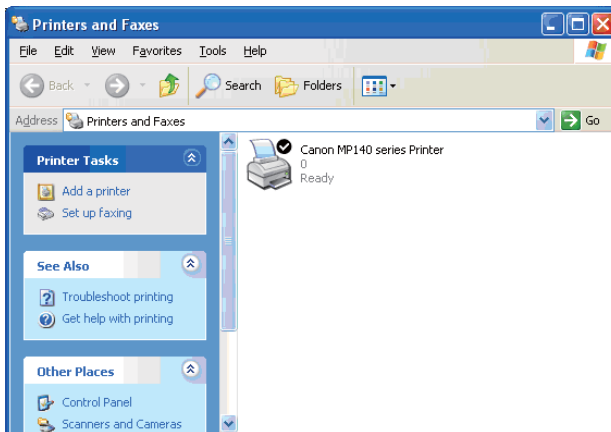 Printers and Faxes
File Edit View Favorites Tools Help
Back Search Folders
Address Printers and Faxes Go
Printer Tasks
Add a printer
Set up faxing
See Also
Troubleshoot printing
Get help with printing
Other Places
Control Panel
Scanners and Cameras
Canon MP140 series Printer
0
Ready